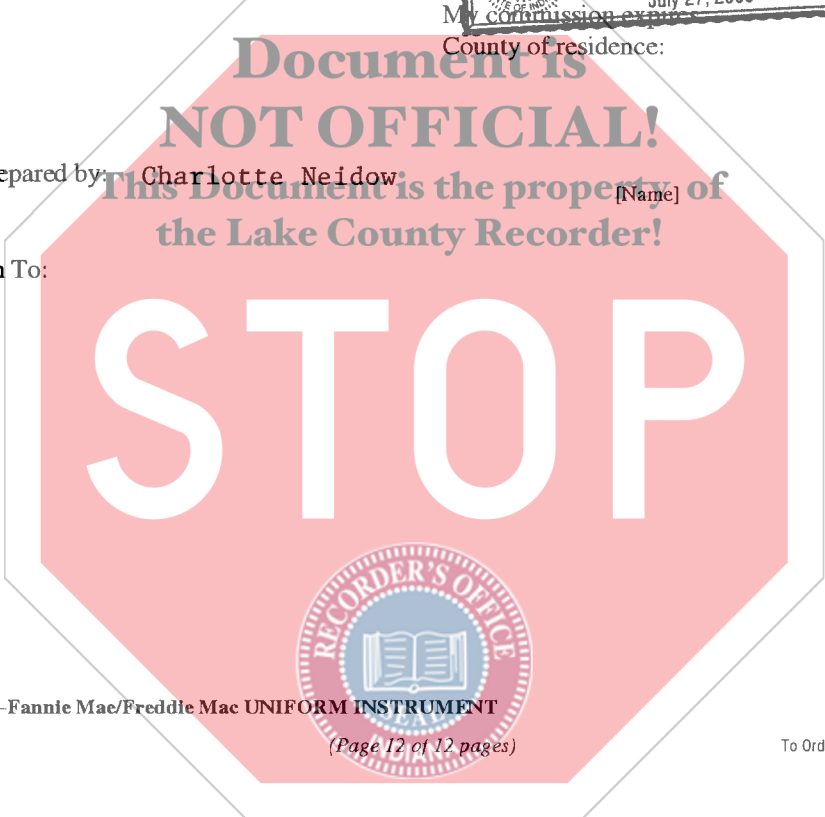 My commission expires
County of residence:
Document is
NOT OFFICIAL!
epared by: Charlotte Neidow
This Document is the property of
[Name]
the Lake County Recorder!
n To:
STOP
RECORDER'S OFFICE
SEAL
INDIANA
-Fannie Mae/Freddie Mac UNIFORM INSTRUMENT
(Page 12 of 12 pages)
To Ord